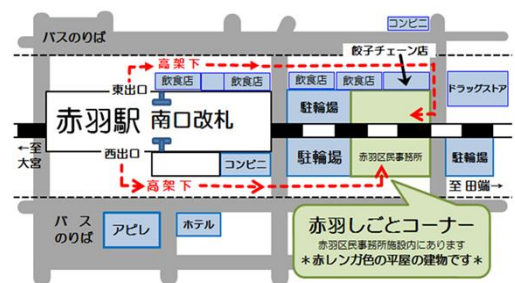 コンビニ
バスのりば
高架下
餃子チェーン店
東出口
飲食店
飲食店
飲食店
飲食店
ドラッグストア
駐輪場
赤羽駅 南口改札
←至
大宮
西出口
コンビニ
駐輪場
赤羽区民事務所
駐輪場
高架下
至 田端→
バス
のりば
アピレ
ホテル
赤羽しごとコーナー
赤羽区民事務所施設内にあります
*赤レンガ色の平屋の建物です*